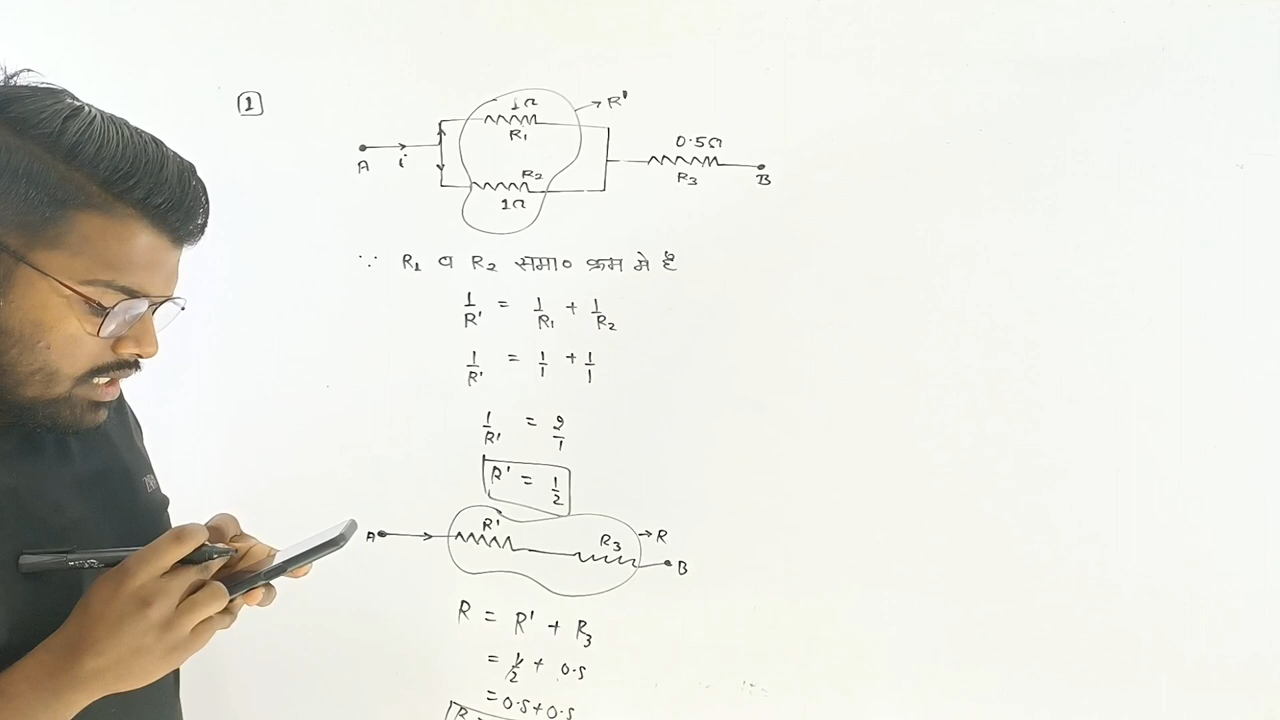 1
1Ω
R'
R1
0.5Ω
A
i
R2
R3
B
1Ω
∵ R1 व R2 समा० क्रम मे है
1/R' = 1/R1 + 1/R2
1/R' = 1/1 + 1/1
1/R' = 2/1
R' = 1/2
A R' R3 R
B
R = R' + R3
= 1/2 + 0.5
= 0.5+0.5